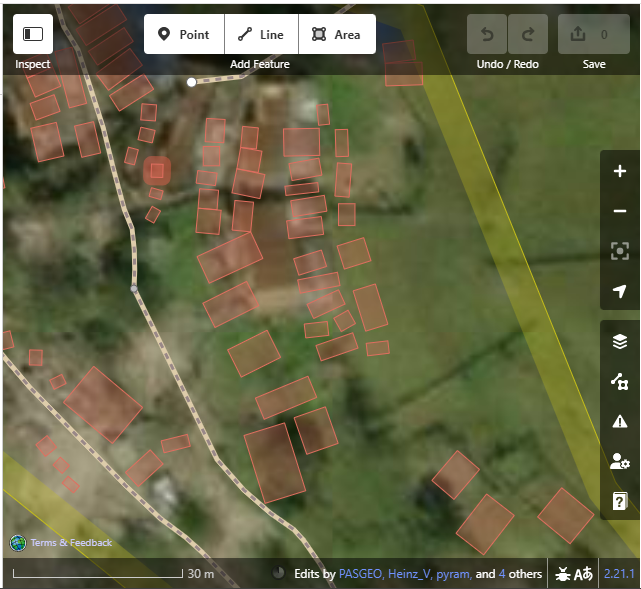 Point
Line
Area
0
Inspect
Add Feature
Undo / Redo
Save
Terms & Feedback
30 m
Edits by PASGEO, Heinz_V, pyram, and 4 others
2.21.1